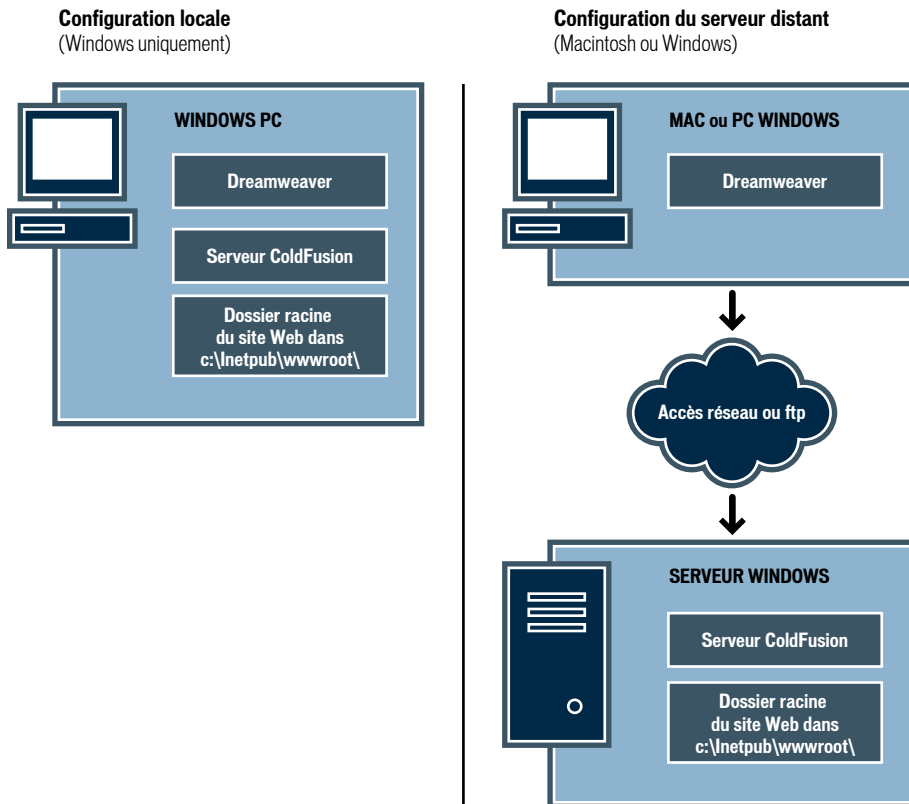 Configuration locale
(Windows uniquement)
WINDOWS PC
Dreamweaver
Serveur ColdFusion
Dossier racine
du site Web dans
c:\Inetpub\wwwroot\
Configuration du serveur distant
(Macintosh ou Windows)
MAC ou PC WINDOWS
Dreamweaver
Accès réseau ou ftp
SERVEUR WINDOWS
Serveur ColdFusion
Dossier racine
du site Web dans
c:\Inetpub\wwwroot\